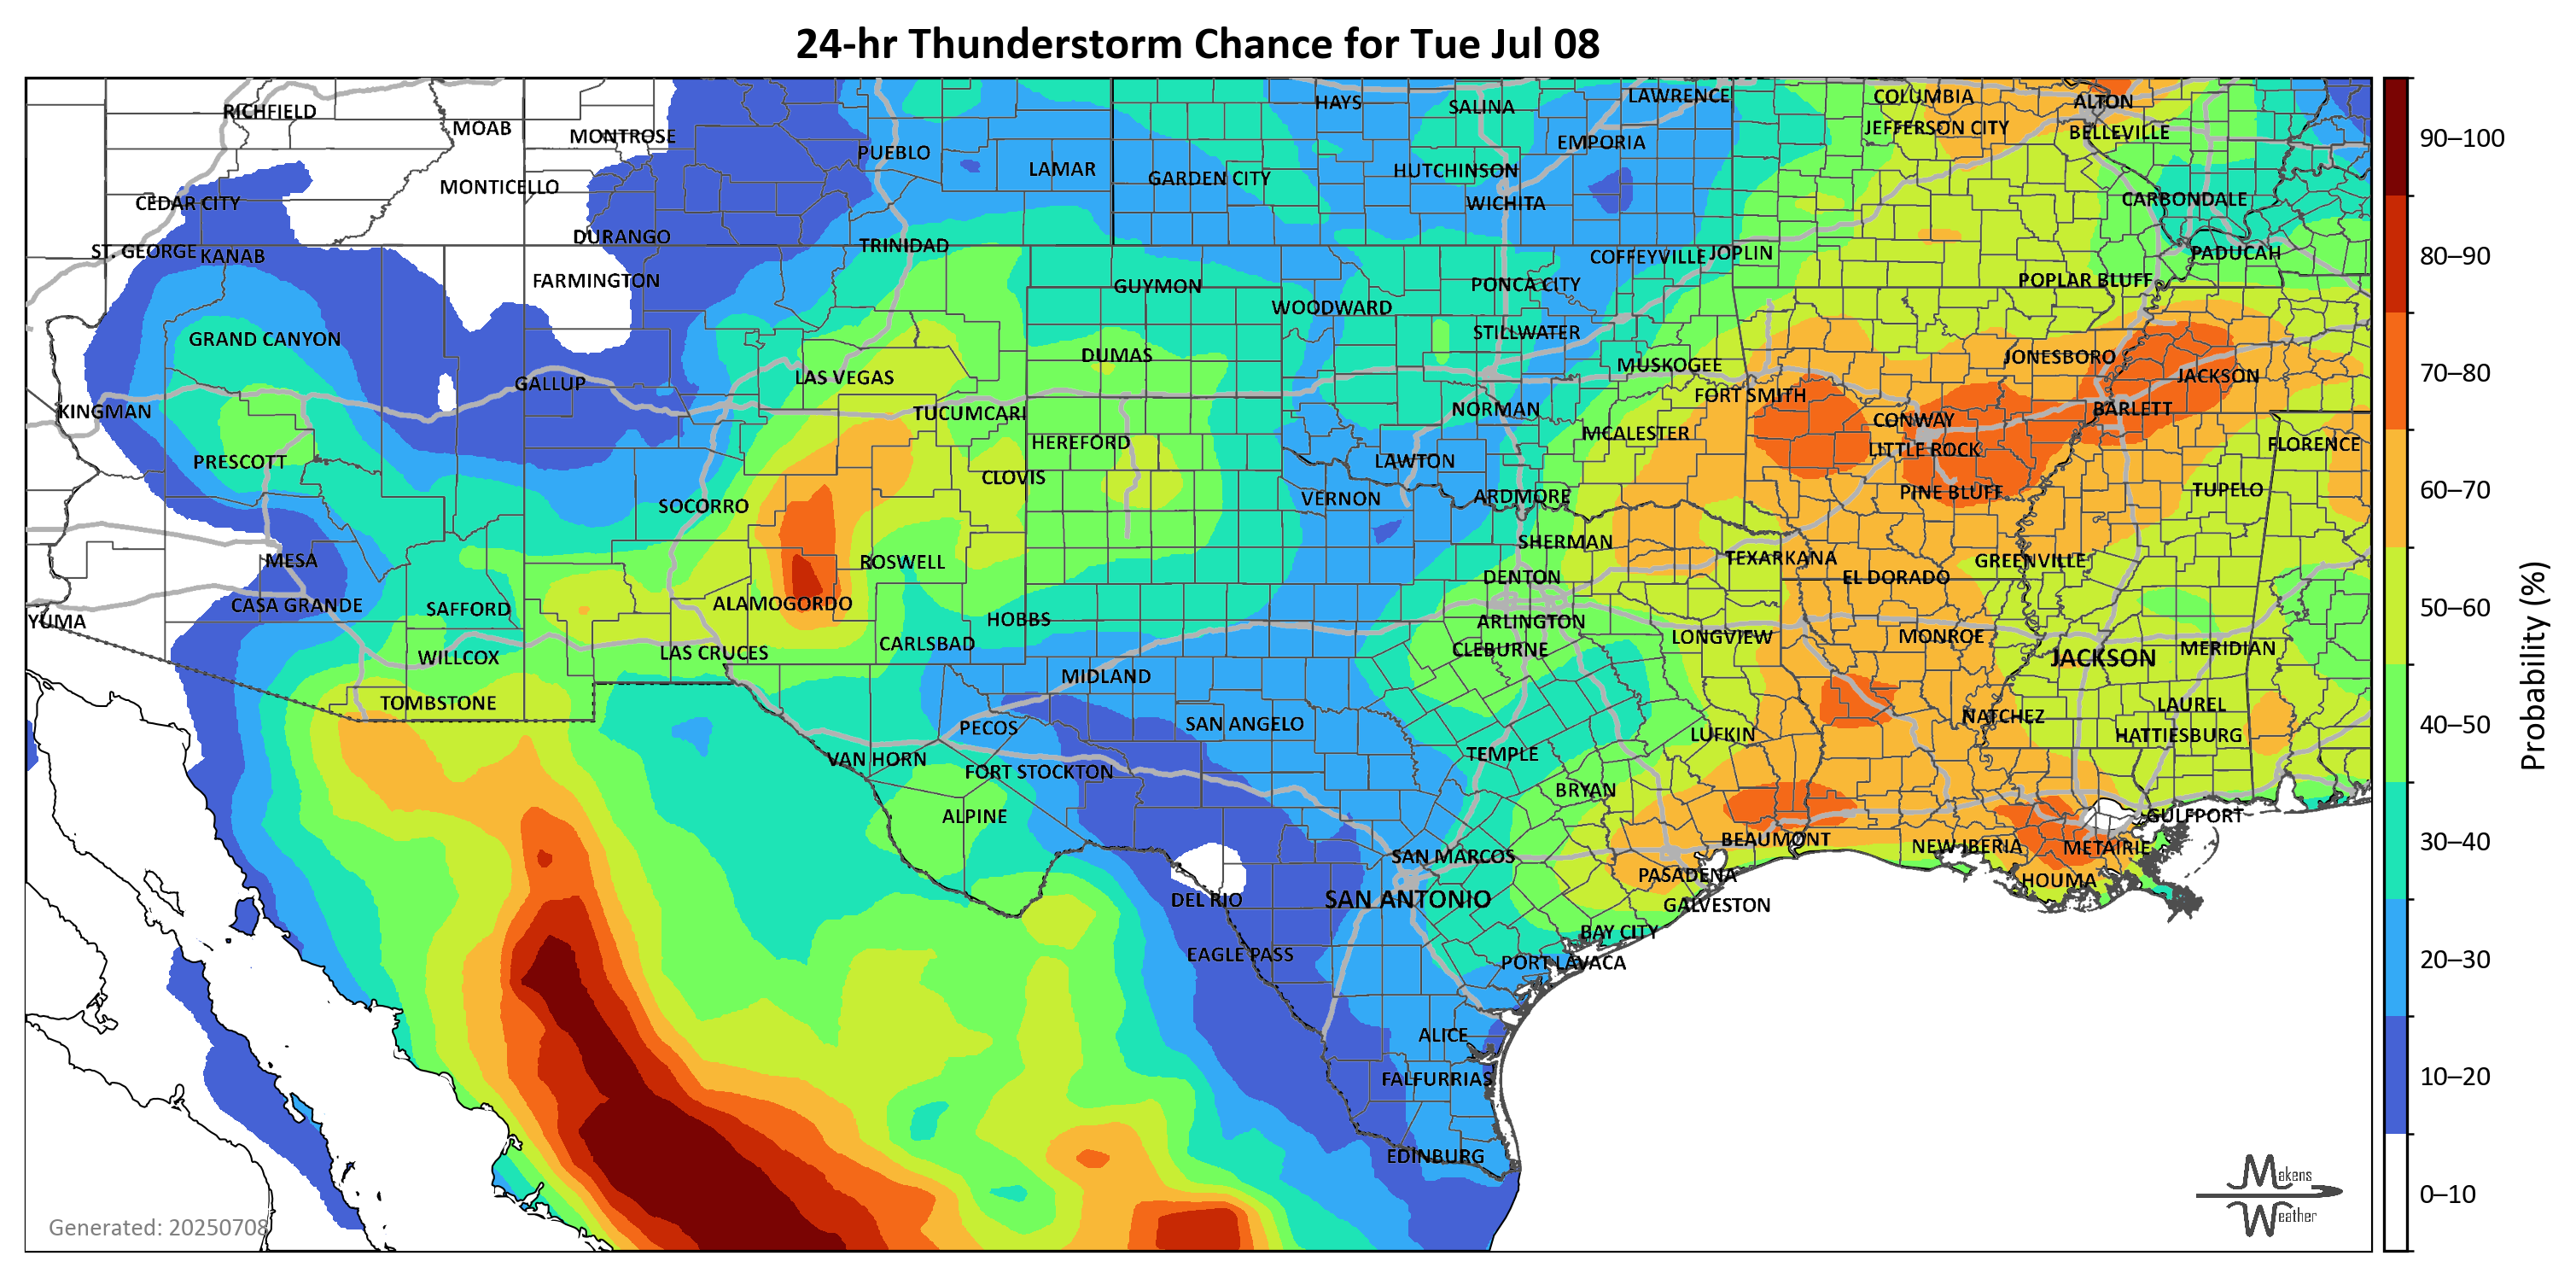 24-hr Thunderstorm Chance for Tue Jul 08
RICHFIELD
MOAB
MONTROSE
PUEBLO
LAMAR
HAYS
SALINA
LAWRENCE
COLUMBIA
ALTON
JEFFERSON CITY
BELLEVILLE
EMPORIA
HUTCHINSON
GARDEN CITY
MONTICELLO
CEDAR CITY
WICHITA
CARBONDALE
DURANGO
TRINIDAD
ST. GEORGE
KANAB
COFFEYVILLE
JOPLIN
PADUCAH
FARMINGTON
GUYMON
PONCA CITY
POPLAR BLUFF
WOODWARD
GRAND CANYON
STILLWATER
DUMAS
MUSKOGEE
JONESBORO
GALLUP
LAS VEGAS
JACKSON
FORT SMITH
KINGMAN
TUCUMCARI
NORMAN
CONWAY
BARLETT
HEREFORD
MCALESTER
LITTLE ROCK
FLORENCE
PRESCOTT
CLOVIS
LAWTON
SOCORRO
VERNON
ARDMORE
PINE BLUFF
TUPELO
MESA
ROSWELL
SHERMAN
TEXARKANA
GREENVILLE
DENTON
EL DORADO
CASA GRANDE
SAFFORD
ALAMOGORDO
YUMA
HOBBS
ARLINGTON
CARLSBAD
LONGVIEW
MONROE
WILLCOX
LAS CRUCES
CLEBURNE
JACKSON
MERIDIAN
MIDLAND
TOMBSTONE
PECOS
SAN ANGELO
NATCHEZ
LAUREL
LUFKIN
HATTIESBURG
VAN HORN
TEMPLE
FORT STOCKTON
BRYAN
ALPINE
GULFPORT
BEAUMONT
NEW IBERIA
METAIRIE
SAN MARCOS
PASADENA
HOUMA
DEL RIO
SAN ANTONIO
GALVESTON
BAY CITY
EAGLE PASS
PORT LAVACA
ALICE
FALFURRIAS
EDINBURG
Generated: 20250708
Makens
Weather
90–100
80–90
70–80
60–70
50–60
40–50
30–40
20–30
10–20
0–10
Probability (%)